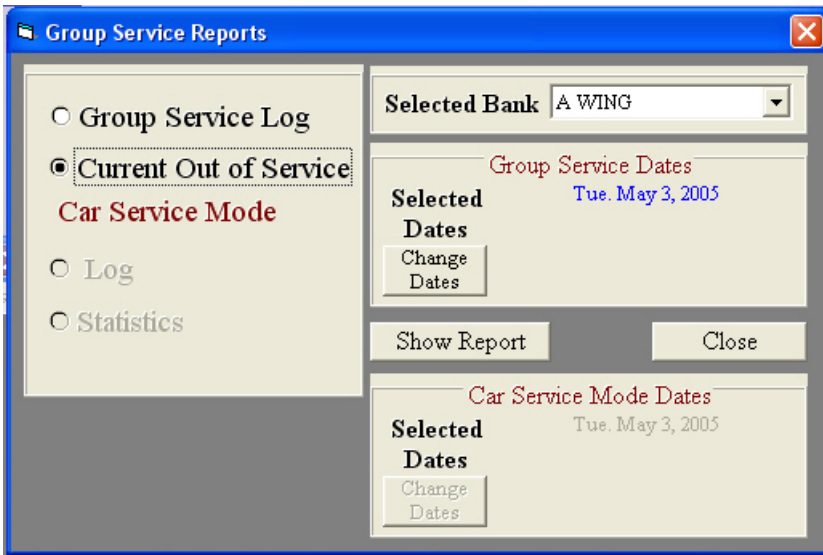 Group Service Reports
Group Service Log
Current Out of Service
Car Service Mode
Log
Statistics
Selected Bank A WING
Group Service Dates
Selected Dates
Tue. May 3, 2005
Change Dates
Show Report
Close
Car Service Mode Dates
Selected Dates
Tue. May 3, 2005
Change Dates